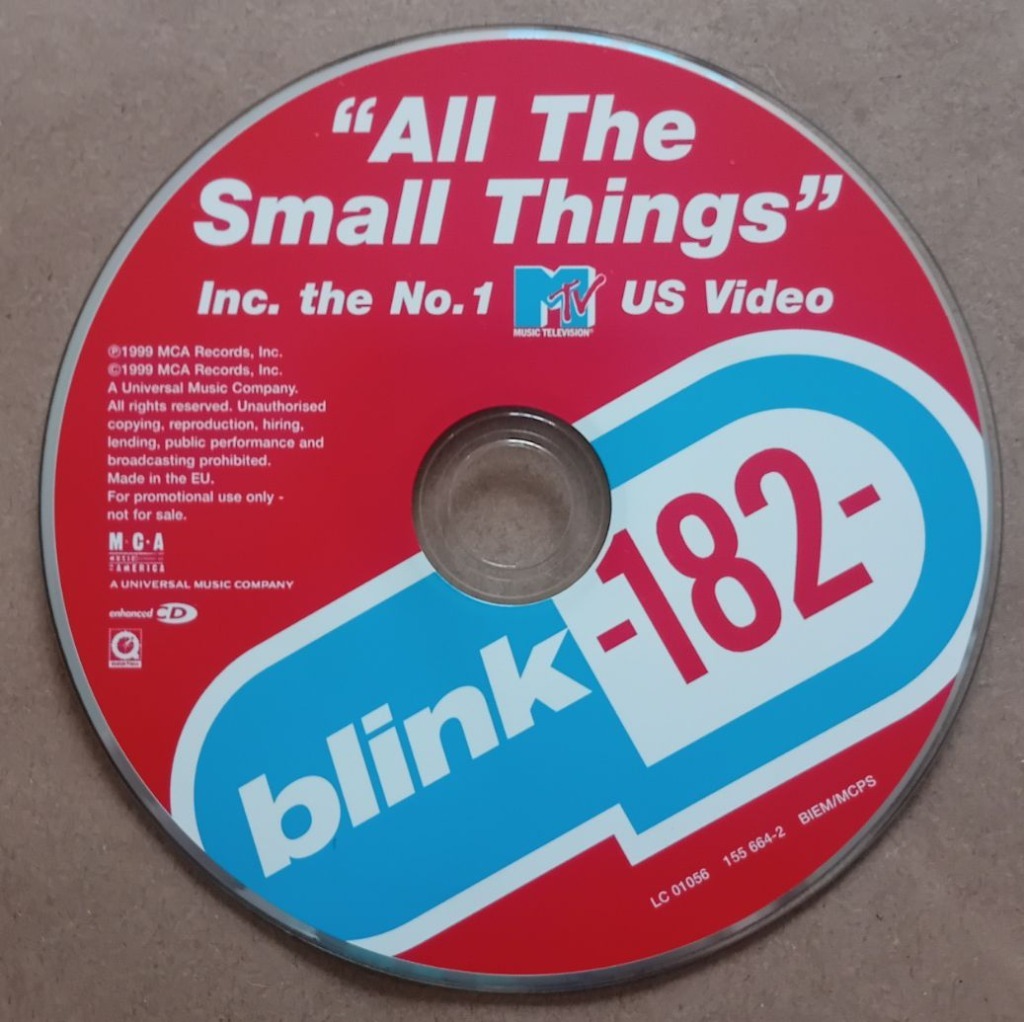 “All The
Small Things”
Inc. the No.1 MTV US Video
MUSIC TELEVISION®
℗1999 MCA Records, Inc.
©1999 MCA Records, Inc.
A Universal Music Company.
All rights reserved. Unauthorised
copying, reproduction, hiring,
lending, public performance and
broadcasting prohibited.
Made in the EU.
For promotional use only -
not for sale.
M·C·A
MUSIC
AMERICA
A UNIVERSAL MUSIC COMPANY
enhanced CD
blink
-182-
LC 01056 155 664-2 BIEM/MCPS